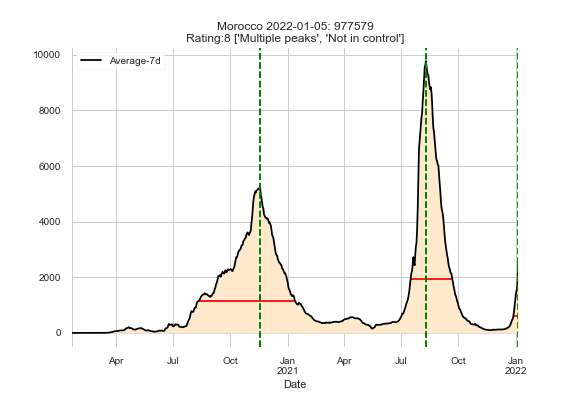 Morocco 2022-01-05: 977579
Rating:8 ['Multiple peaks', 'Not in control']
Average-7d
10000
8000
6000
4000
2000
0
Apr Jul Oct Jan Apr Jul Oct Jan
2021 2022
Date